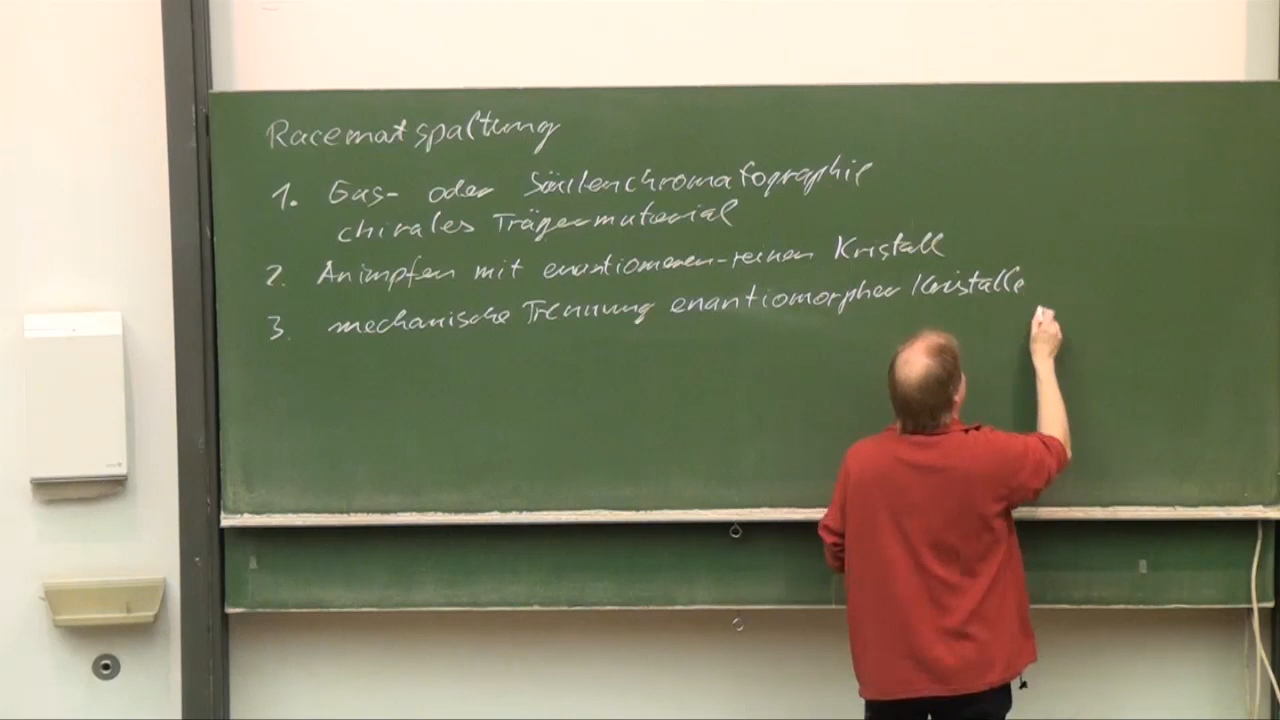 Racematspaltung
1. Gas- oder Säulenchromatographie
chirales Trägermaterial
2. Animpfen mit enantiomeren-reinen Kristall
3. mechanische Trennung enantiomorpher Kristalle